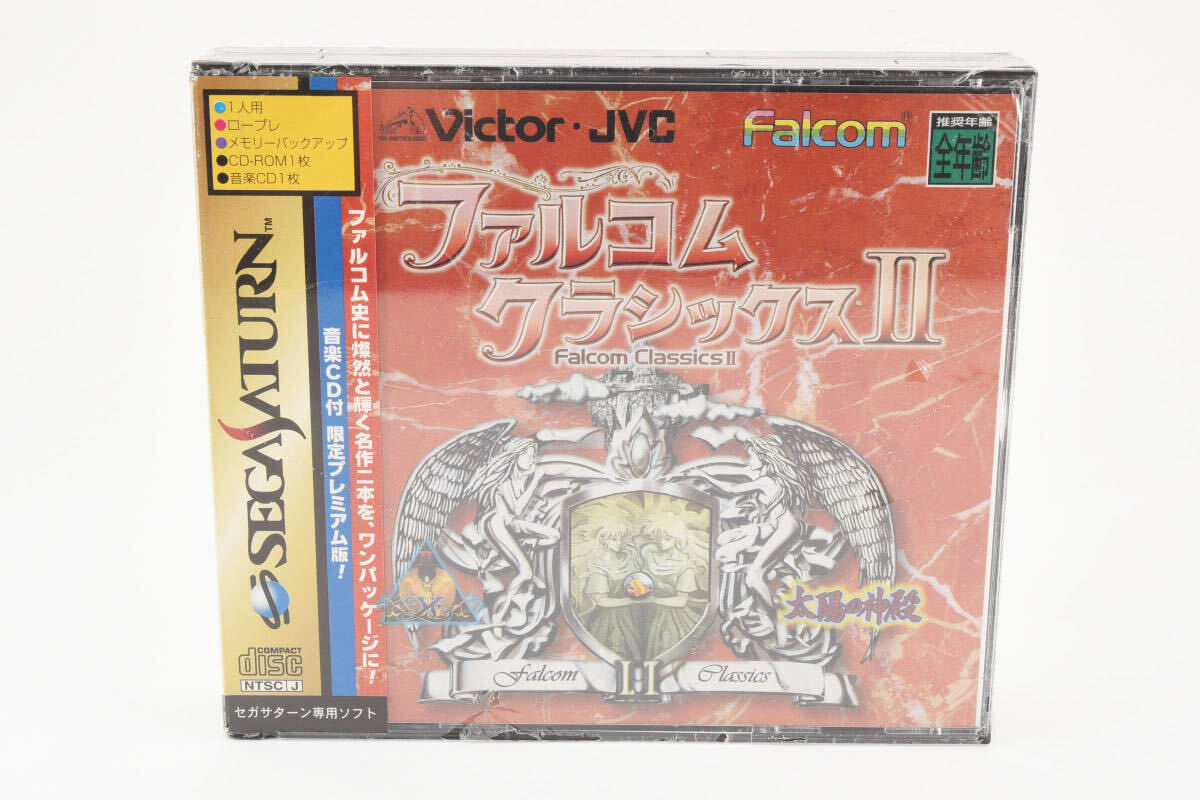 ●1人用
●ロープレ
●メモリーバックアップ
●CD-ROM1枚
●音楽CD1枚
SEGA SATURN™
COMPACT
disc
NTSC J
セガサターン専用ソフト
ファルコム史に燦然と輝く名作二本を、ワンパッケージに!
音楽CD付 限定プレミアム版!
Victor・JVC
Falcom®
推奨年齢
全年齢
ファルコム
クラシックスII
Falcom Classics II
Ys
太陽の神殿
Falcom II Classics